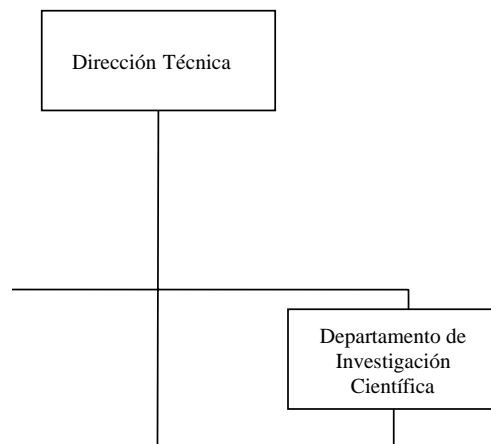 Dirección Técnica
Departamento de
Investigación
Científica